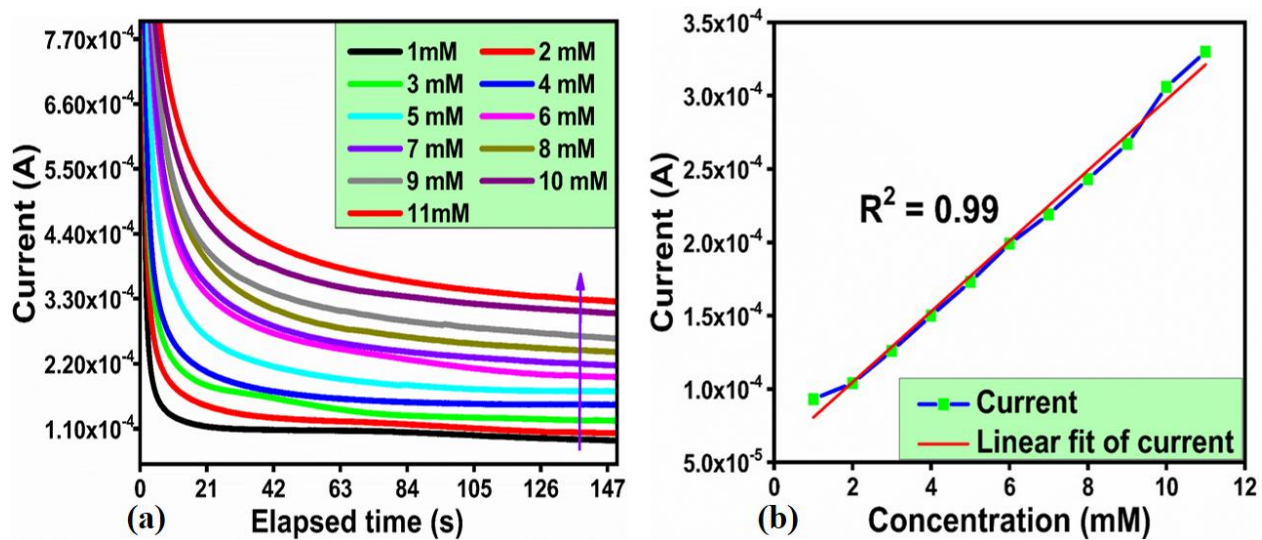 7.70x10⁻⁴
6.60x10⁻⁴
5.50x10⁻⁴
4.40x10⁻⁴
3.30x10⁻⁴
2.20x10⁻⁴
1.10x10⁻⁴
Current (A)
1mM 2 mM
3 mM 4 mM
5 mM 6 mM
7 mM 8 mM
9 mM 10 mM
11mM
0 21 42 63 84 105 126 147
(a) Elapsed time (s)
3.5x10⁻⁴
3.0x10⁻⁴
2.5x10⁻⁴
2.0x10⁻⁴
1.5x10⁻⁴
1.0x10⁻⁴
5.0x10⁻⁵
Current (A)
R² = 0.99
Current
Linear fit of current
0 2 4 6 8 10 12
(b) Concentration (mM)